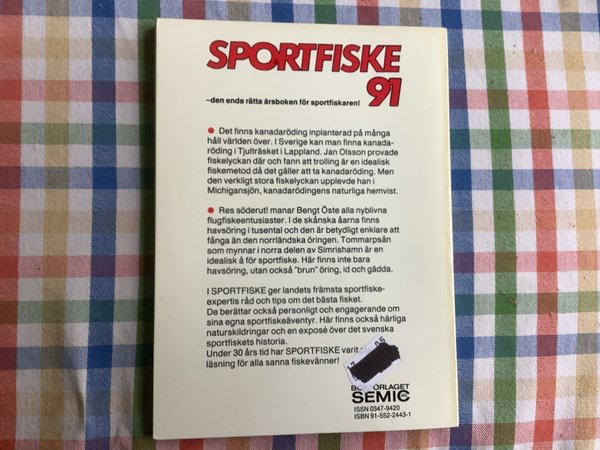 SPORTFISKE
91
–den enda rätta årsboken för sportfiskaren!
● Det finns kanadaröding inplanterad på många
håll världen över. I Sverige kan man finna kanada-
röding i Tjulträsket i Lappland. Jan Olsson provade
fiskelyckan där och fann att trolling är en idealisk
fiskemetod då det gäller att ta kanadaröding. Men
den verkligt stora fiskelyckan upplevde han i
Michigansjön, kanadarödingens naturliga hemvist.
● Res söderut! manar Bengt Öste alla nyblivna
flugfiskeentusiaster. I de skånska åarna finns
havsöring i tusental och den är betydligt enklare att
fånga än den norrländska öringen. Tommarpsån
som mynnar i norra delen av Simrishamn är en
idealisk å för sportfiske. Här finns inte bara
havsöring, utan också "brun" öring, id och gädda.
I SPORTFISKE ger landets främsta sportfiske-
expertis råd och tips om det bästa fisket.
De berättar också personligt och engagerande om
sina egna sportfiskeäventyr. Här finns också härliga
naturskildringar och en exposé över det svenska
sportfiskets historia.
Under 30 års tid har SPORTFISKE varit
läsning för alla sanna fiskevänner!
SEMIC
ISSN 0347-9420
ISBN 91-552-2443-1